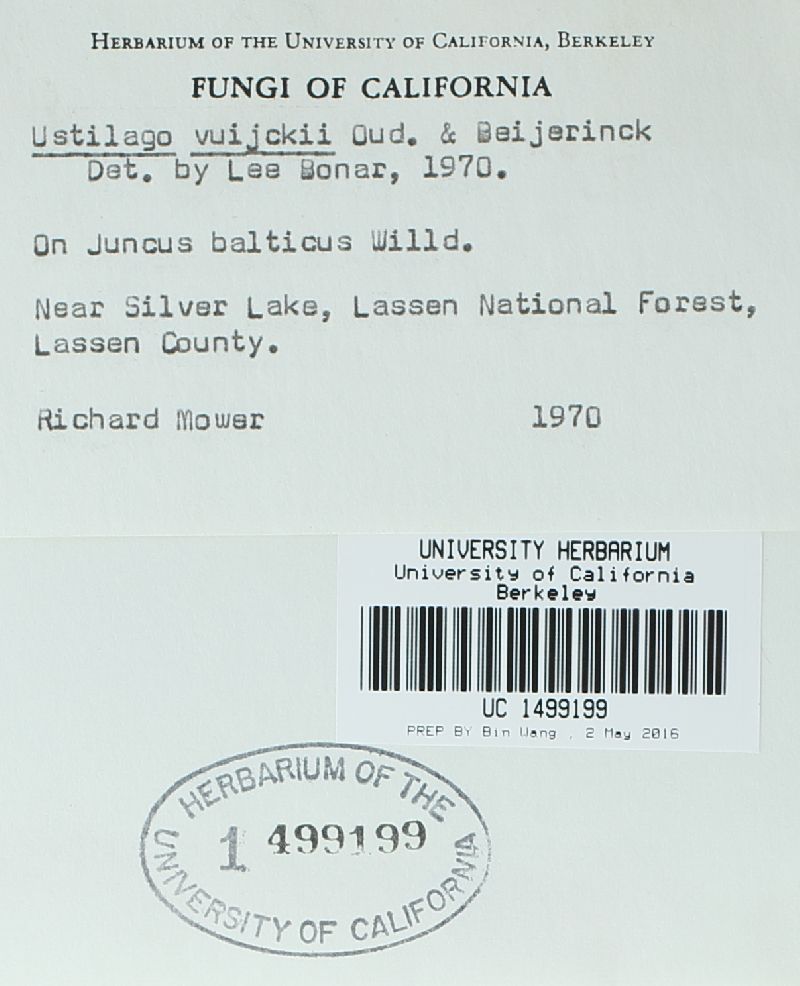 HERBARIUM OF THE UNIVERSITY OF CALIFORNIA, BERKELEY
FUNGI OF CALIFORNIA
Ustilago vuijckii Oud. & Beijerinck
Det. by Lee Bonar, 1970.
On Juncus balticus Willd.
Near Silver Lake, Lassen National Forest,
Lassen County.
Richard Mower 1970
UNIVERSITY HERBARIUM
University of California
Berkeley
UC 1499199
PREP BY Bin Wang , 2 May 2016
HERBARIUM OF THE
1 499199
UNIVERSITY OF CALIFORNIA